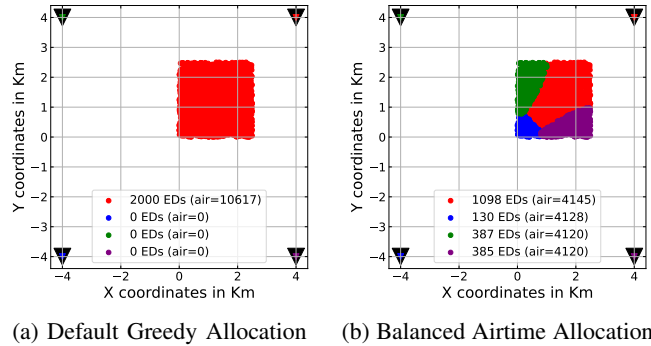 4
3
2
1
0
−1
−2
−3
−4
Y coordinates in Km
2000 EDs (air=10617)
0 EDs (air=0)
0 EDs (air=0)
0 EDs (air=0)
−4 −2 0 2 4
X coordinates in Km
(a) Default Greedy Allocation
4
3
2
1
0
−1
−2
−3
−4
Y coordinates in Km
1098 EDs (air=4145)
130 EDs (air=4128)
387 EDs (air=4120)
385 EDs (air=4120)
−4 −2 0 2 4
X coordinates in Km
(b) Balanced Airtime Allocation